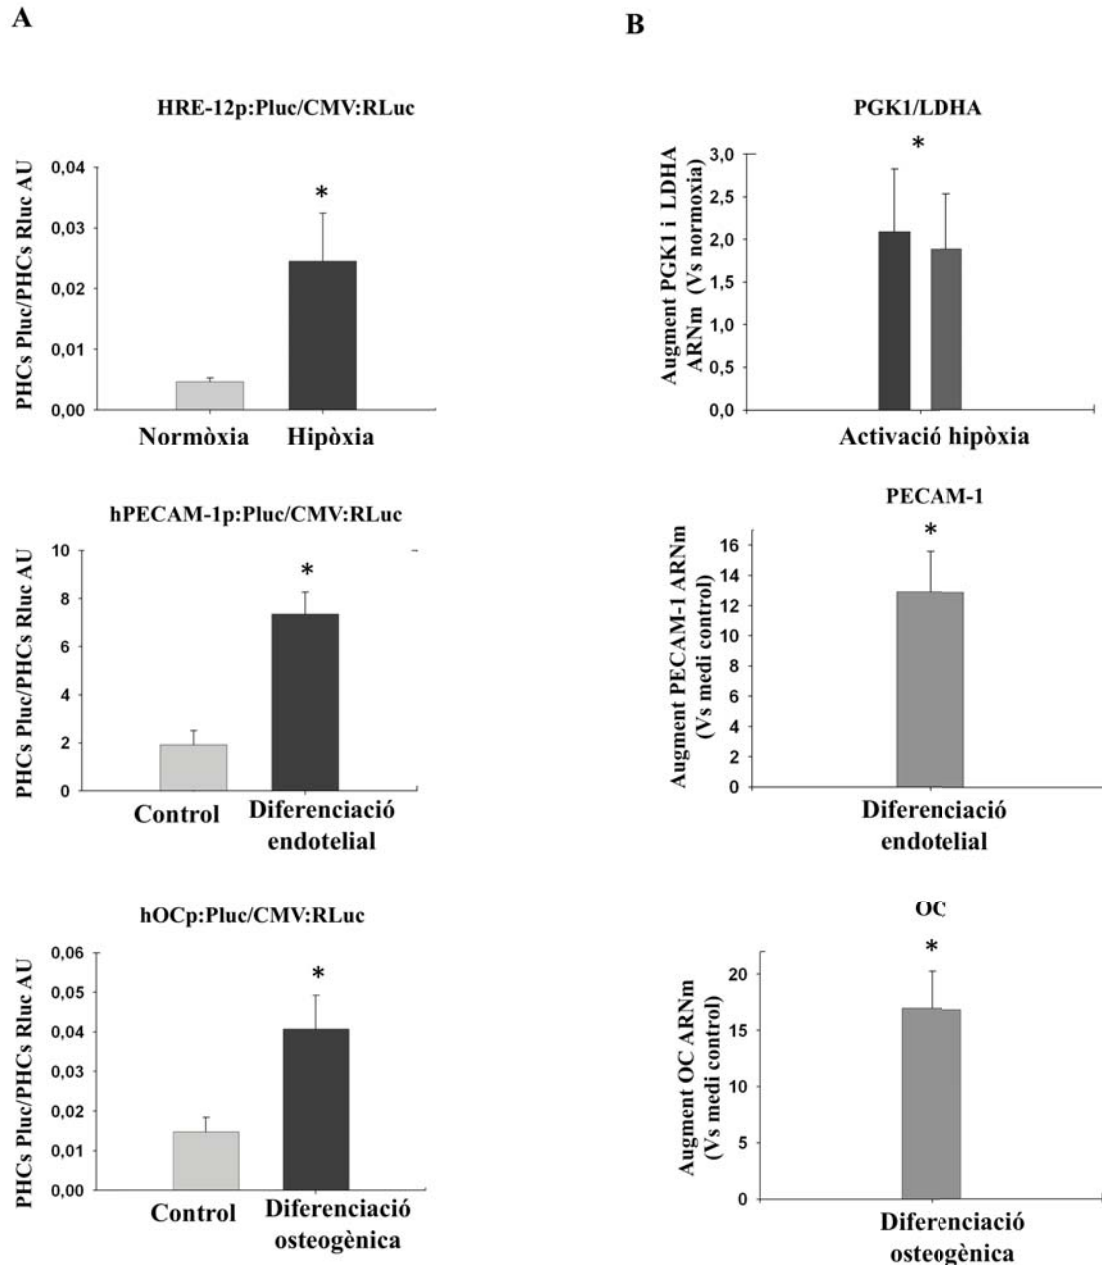 A
HRE-12p:Pluc/CMV:RLuc
PHCs Pluc/PHCs Rluc AU
0,04
0,03
0,02
0,01
0,00
*
Normòxia
Hipòxia
hPECAM-1p:Pluc/CMV:RLuc
PHCs Pluc/PHCs Rluc AU
10
8
6
4
2
0
*
Control
Diferenciació
endotelial
hOCp:Pluc/CMV:RLuc
PHCs Pluc/PHCs Rluc AU
0,06
0,05
0,04
0,03
0,02
0,01
0,00
*
Control
Diferenciació
osteogènica
B
PGK1/LDHA
Augment PGK1 i LDHA
ARNm (Vs normoxia)
3,0
2,5
2,0
1,5
1,0
0,5
0,0
*
Activació hipòxia
PECAM-1
Augment PECAM-1 ARNm
(Vs medi control)
16
14
12
10
8
6
4
2
0
*
Diferenciació
endotelial
OC
Augment OC ARNm
(Vs medi control)
20
15
10
5
0
*
Diferenciació
osteogènica